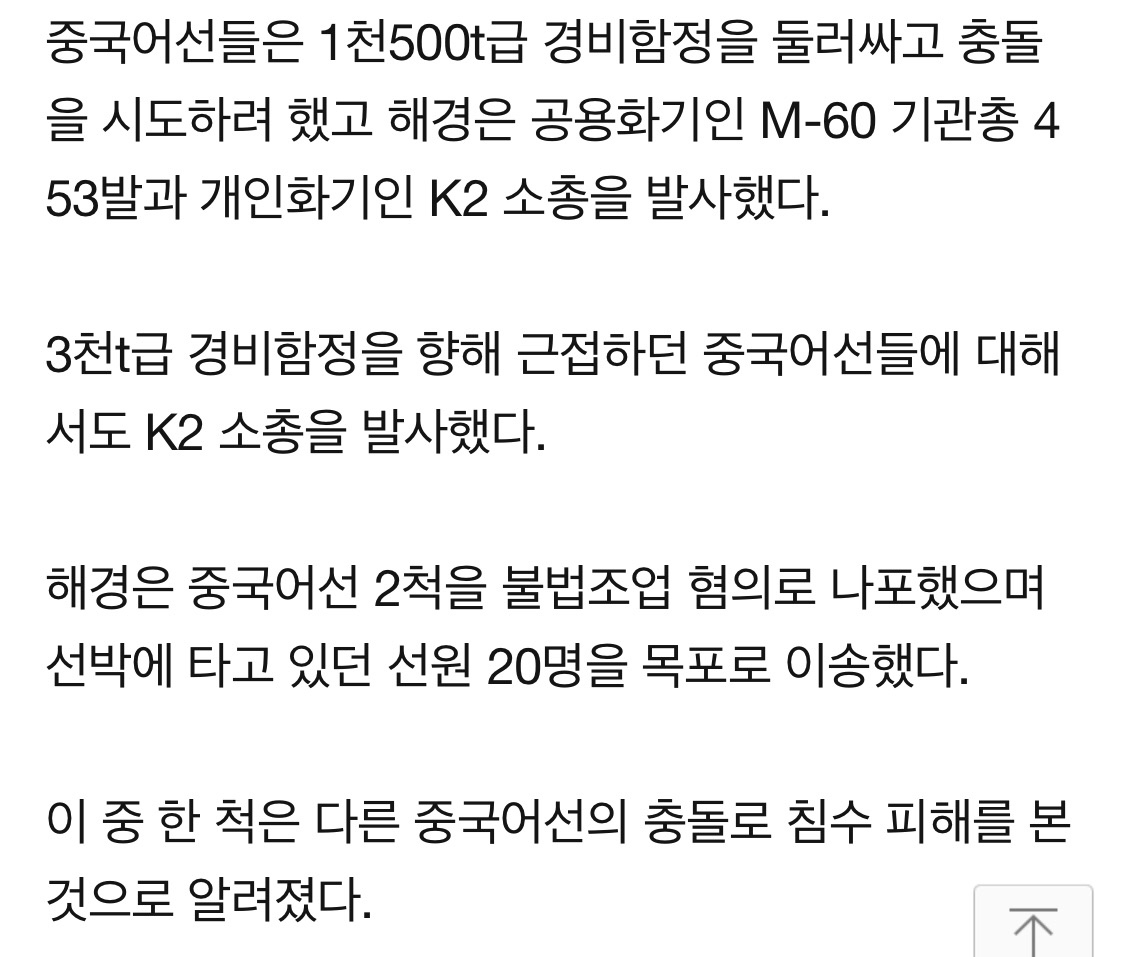 중국어선들은 1천500t급 경비함정을 둘러싸고 충돌
을 시도하려 했고 해경은 공용화기인 M-60 기관총 4
53발과 개인화기인 K2 소총을 발사했다.
3천t급 경비함정을 향해 근접하던 중국어선들에 대해
서도 K2 소총을 발사했다.
해경은 중국어선 2척을 불법조업 혐의로 나포했으며
선박에 타고 있던 선원 20명을 목포로 이송했다.
이 중 한 척은 다른 중국어선의 충돌로 침수 피해를 본
것으로 알려졌다.